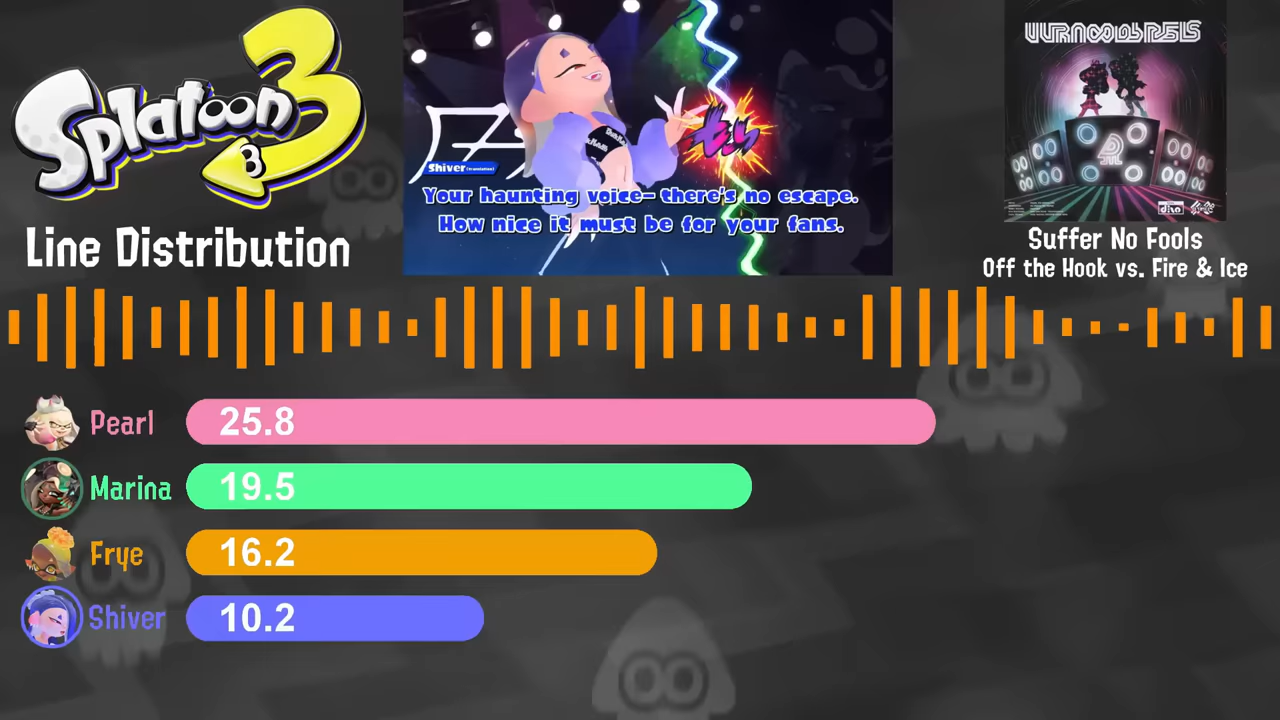 Splatoon 3
Line Distribution
Shiver (translation)
Your haunting voice– there's no escape.
How nice it must be for your fans.
Suffer No Fools
Off the Hook vs. Fire & Ice
Pearl 25.8
Marina 19.5
Frye 16.2
Shiver 10.2